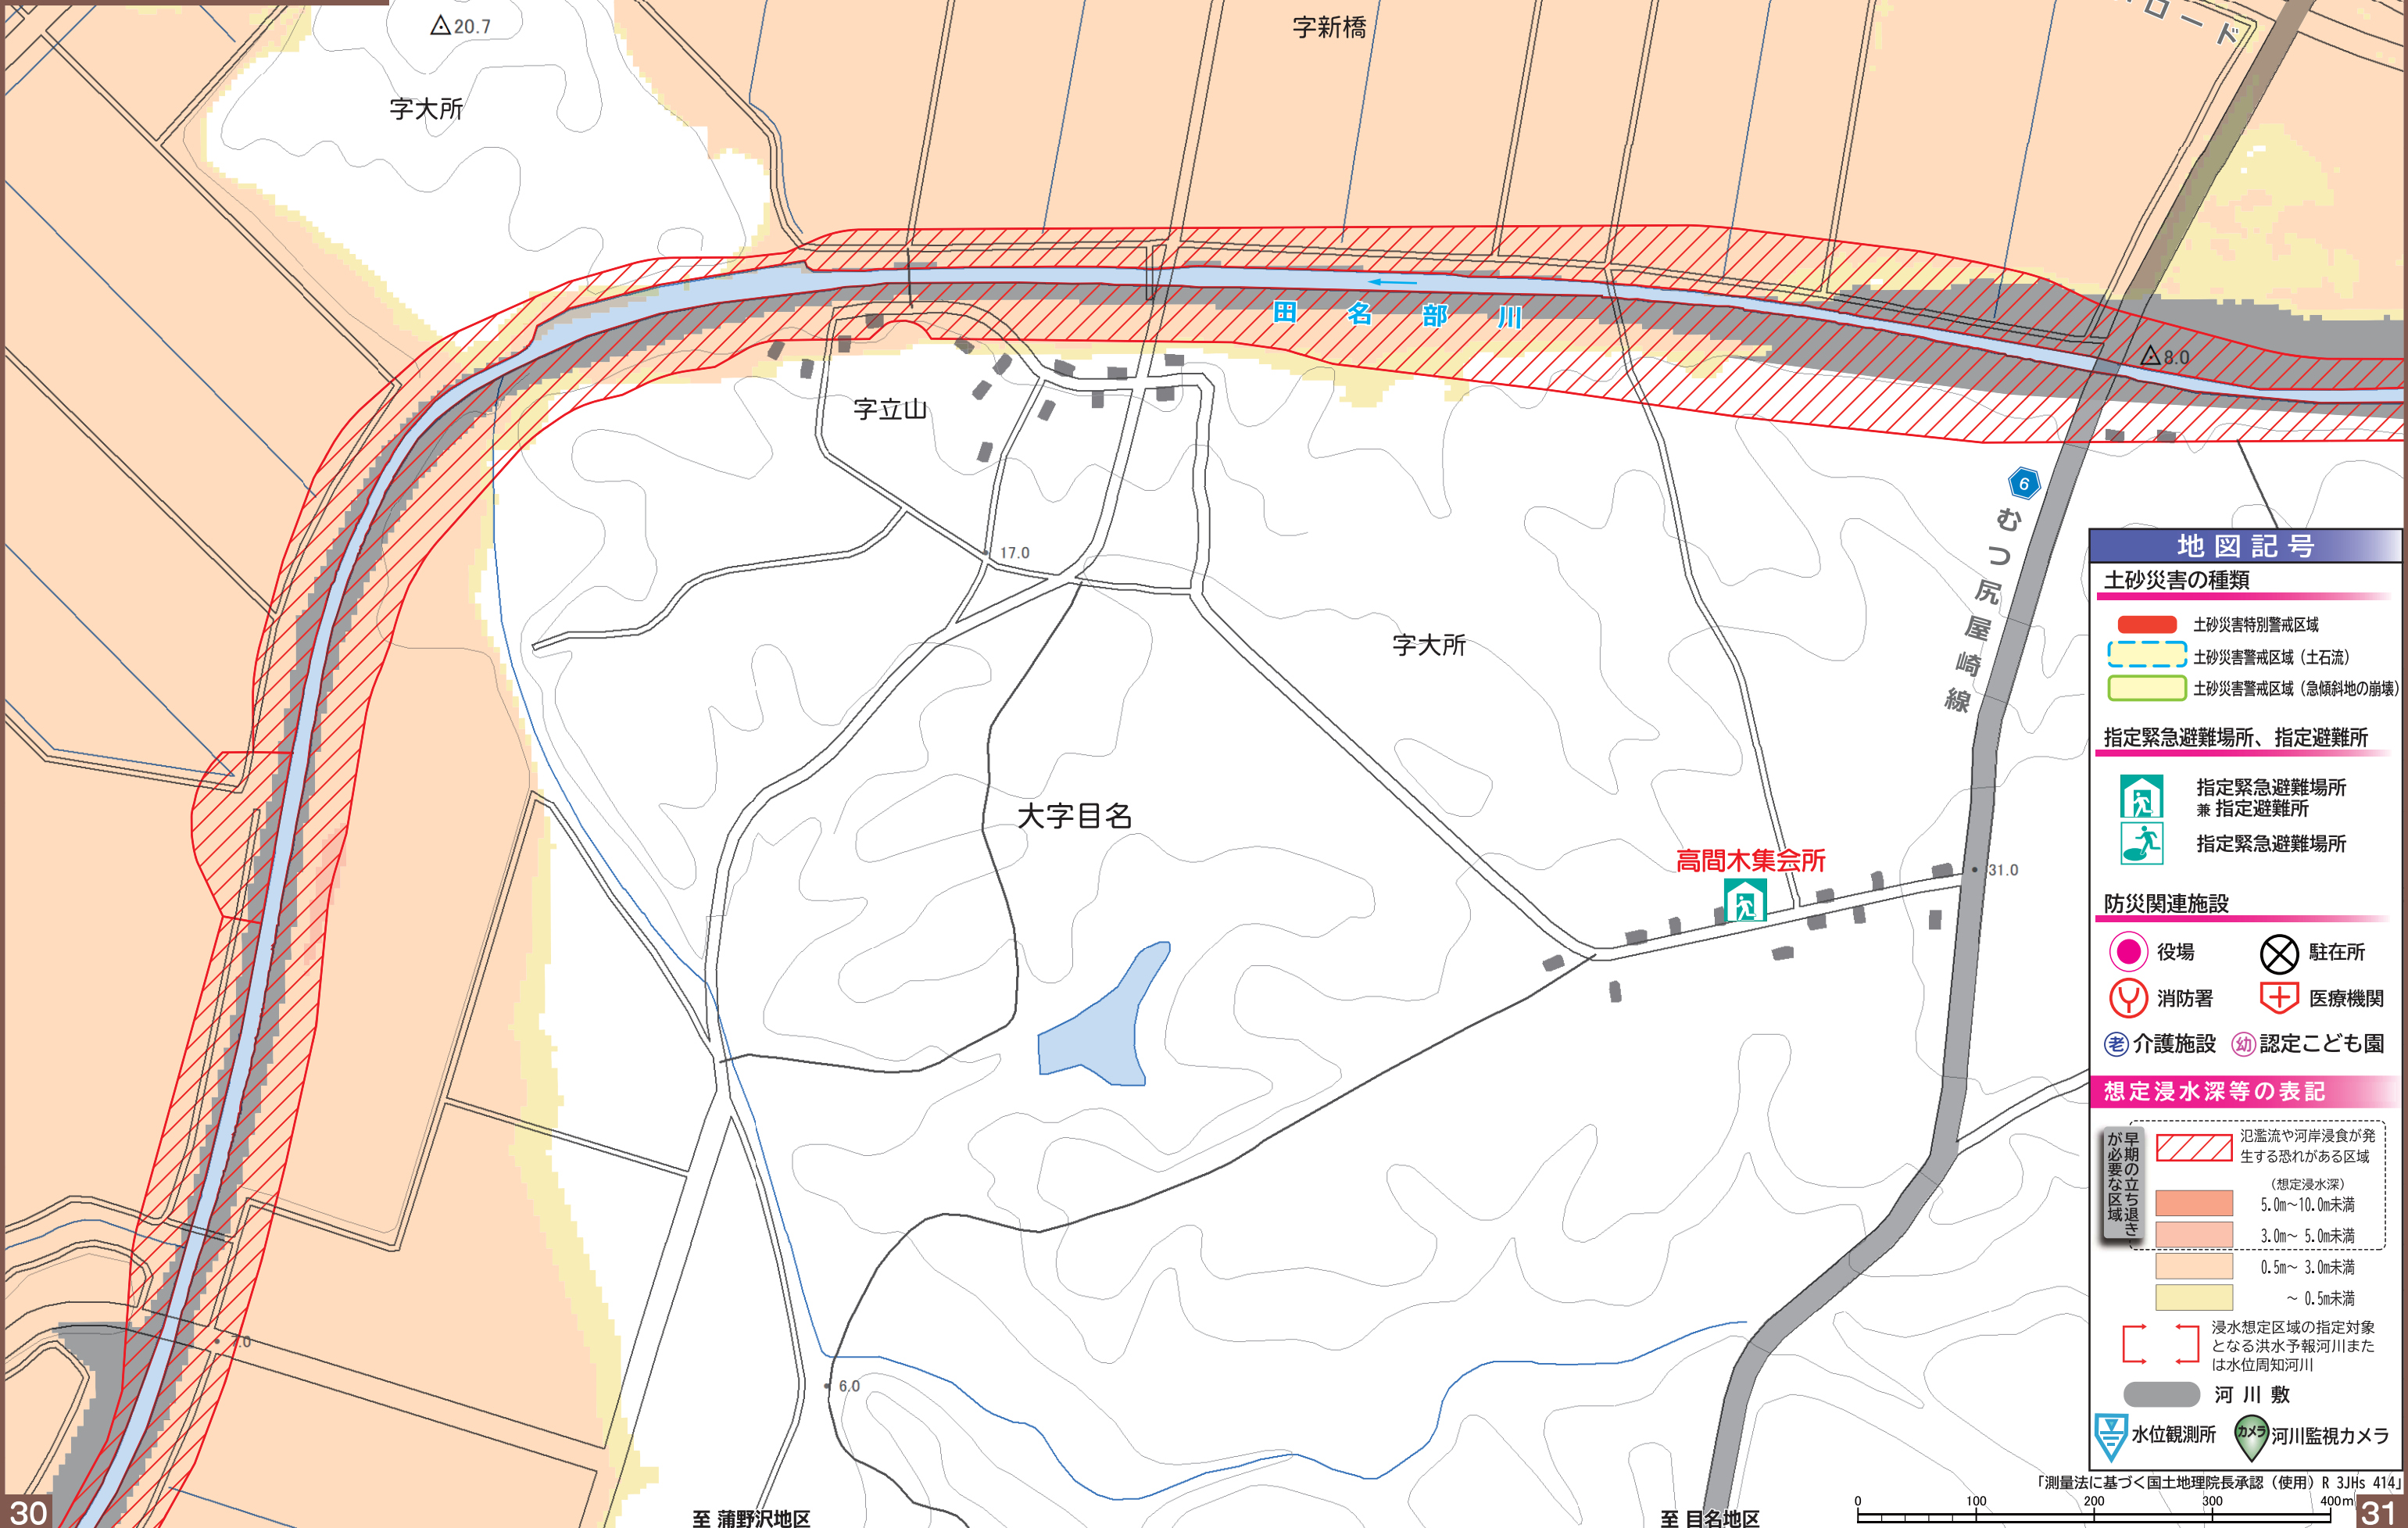 20.7
字新橋
ロード
字大所
田名部川
8.0
字立山
6
むつ尻屋崎線
17.0
字大所
大字目名
高間木集会所
31.0
7.0
6.0
至 蒲野沢地区
至 目名地区
地図記号
土砂災害の種類
土砂災害特別警戒区域
土砂災害警戒区域（土石流）
土砂災害警戒区域（急傾斜地の崩壊）
指定緊急避難場所、指定避難所
指定緊急避難場所
兼 指定避難所
指定緊急避難場所
防災関連施設
役場
駐在所
消防署
医療機関
老 介護施設
幼 認定こども園
想定浸水深等の表記
早期の立ち退き
が必要な区域
氾濫流や河岸浸食が発
生する恐れがある区域
（想定浸水深）
5.0m～10.0m未満
3.0m～ 5.0m未満
0.5m～ 3.0m未満
～ 0.5m未満
浸水想定区域の指定対象
となる洪水予報河川また
は水位周知河川
河川敷
水位観測所
カメラ 河川監視カメラ
「測量法に基づく国土地理院長承認（使用）R 3JHs 414」
0 100 200 300 400m
30
31